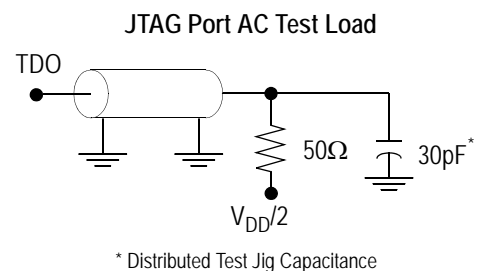 JTAG Port AC Test Load
TDO
50Ω
30pF*
VDD/2
* Distributed Test Jig Capacitance